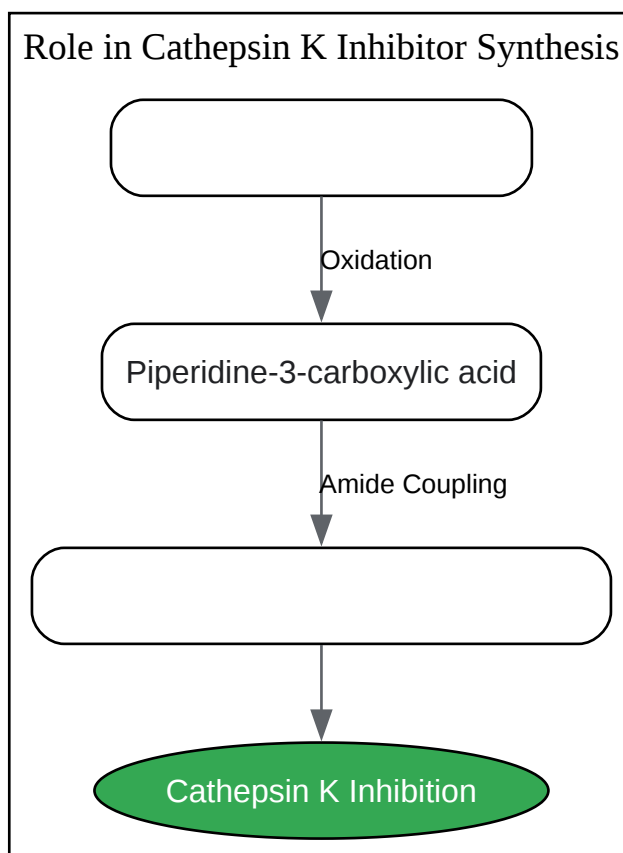 Role in Cathepsin K Inhibitor Synthesis
Oxidation
Piperidine-3-carboxylic acid
Amide Coupling
Cathepsin K Inhibition